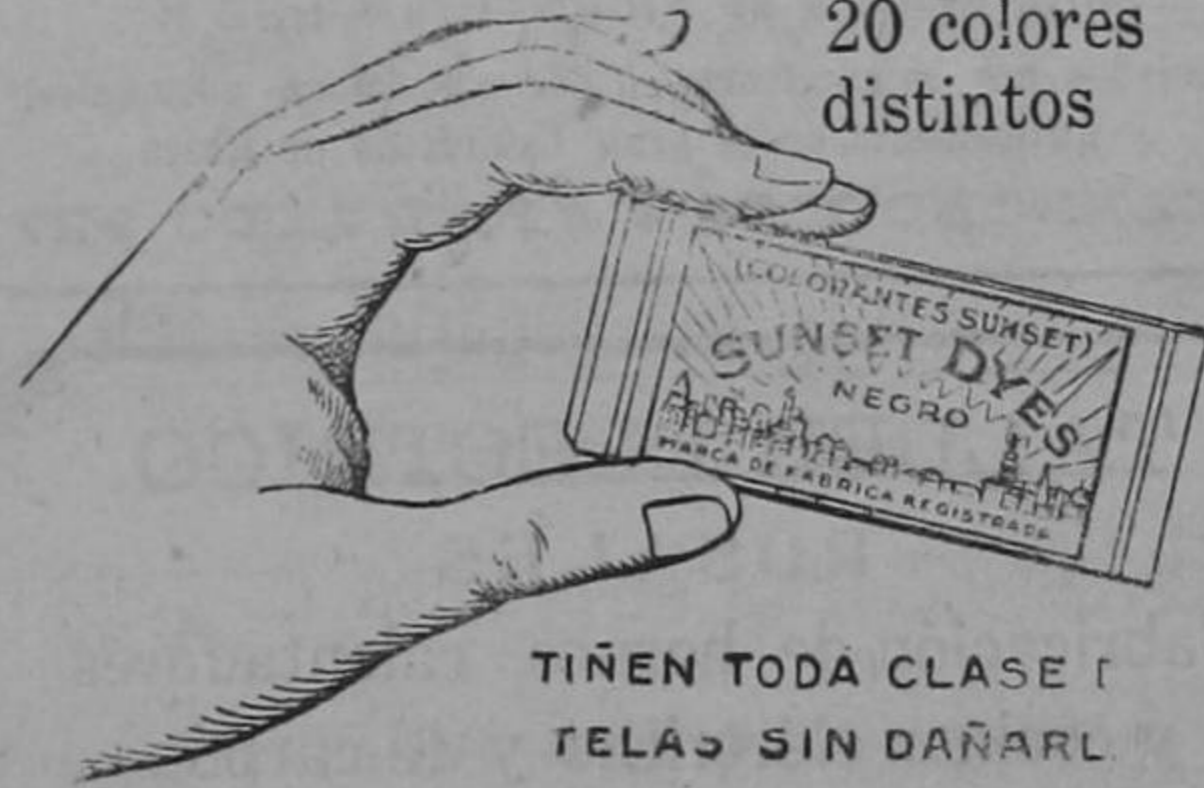 20 colores
distintos
(COLORANTES SUNSET)
SUNSET DYES
NEGRO
MARCA DE FABRICA REGISTRADA
TIÑEN TODA CLASE
TELAS SIN DAÑARL